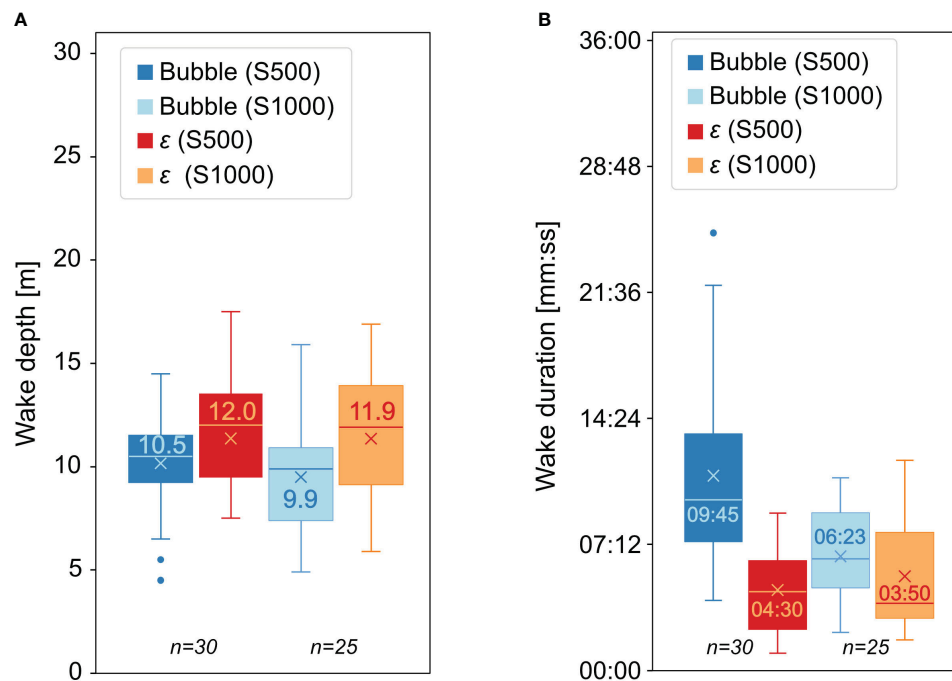 A
Wake depth [m]
30
25
20
15
10
5
0
Bubble (S500)
Bubble (S1000)
ε (S500)
ε (S1000)
10.5
12.0
9.9
11.9
n=30
n=25
B
Wake duration [mm:ss]
36:00
28:48
21:36
14:24
07:12
00:00
Bubble (S500)
Bubble (S1000)
ε (S500)
ε (S1000)
09:45
04:30
06:23
03:50
n=30
n=25